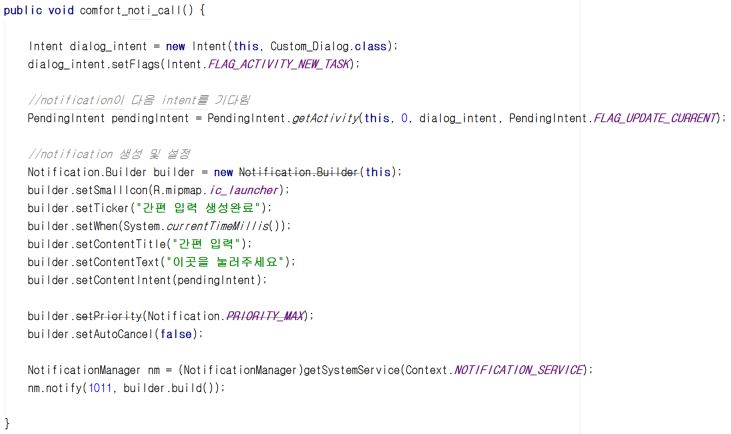 public void comfort_noti_call() {
Intent dialog_intent = new Intent(this, Custom_Dialog.class);
dialog_intent.setFlags(Intent.FLAG_ACTIVITY_NEW_TASK);
//notification이 다음 intent를 기다림
PendingIntent pendingIntent = PendingIntent.getActivity(this, 0, dialog_intent, PendingIntent.FLAG_UPDATE_CURRENT);
//notification 생성 및 설정
Notification.Builder builder = new Notification.Builder(this);
builder.setSmallIcon(R.mipmap.ic_launcher);
builder.setTicker("간편 입력 생성완료");
builder.setWhen(System.currentTimeMillis());
builder.setContentTitle("간편 입력");
builder.setContentText("이곳을 눌러주세요");
builder.setContentIntent(pendingIntent);
builder.setPriority(Notification.PRIORITY_MAX);
builder.setAutoCancel(false);
NotificationManager nm = (NotificationManager)getSystemService(Context.NOTIFICATION_SERVICE);
nm.notify(1011, builder.build());
}